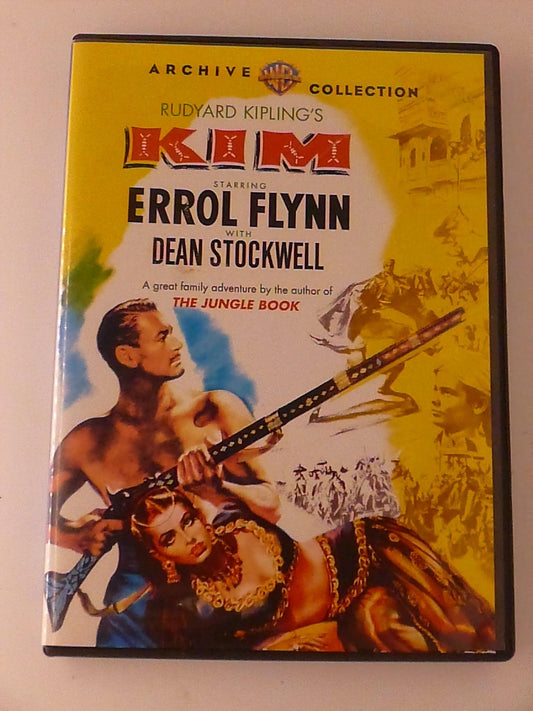 ARCHIVE WB COLLECTION
RUDYARD KIPLING'S
KIM
STARRING
ERROL FLYNN
WITH
DEAN STOCKWELL
A great family adventure by the author of
THE JUNGLE BOOK